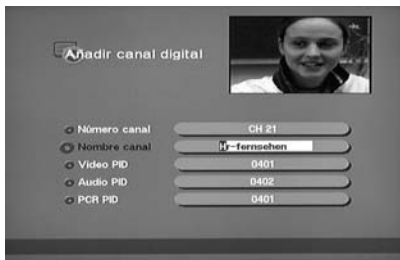 Añadir canal digital
Número canal CH 21
Nombre canal Hr-fernsehen
Video PID 0401
Audio PID 0402
PCR PID 0401